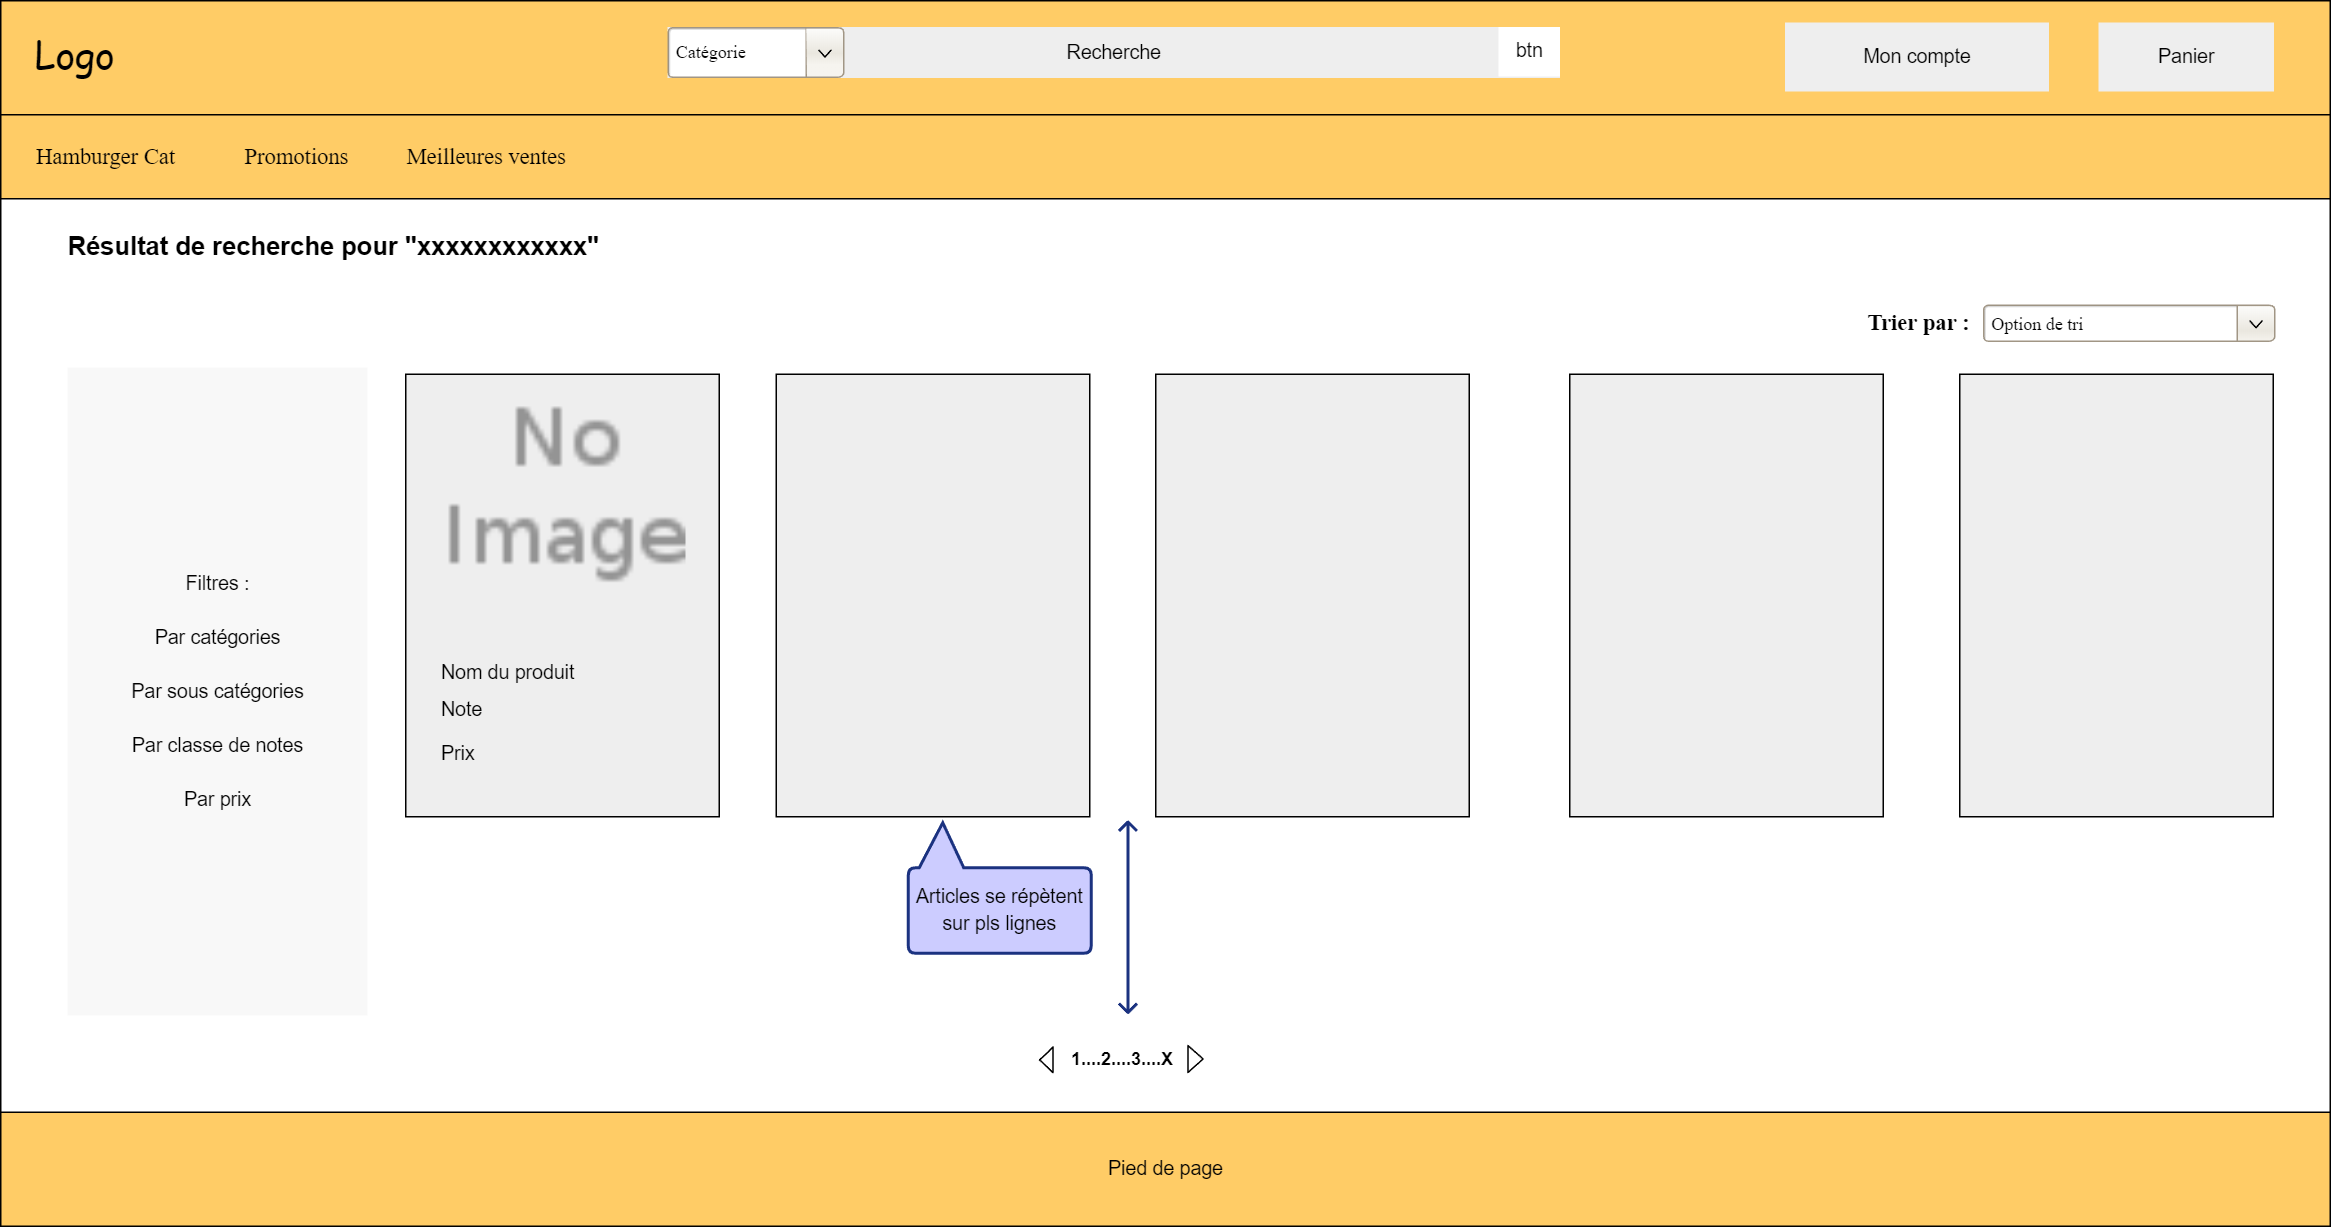 Logo
Catégorie
Recherche
btn
Mon compte
Panier
Hamburger Cat
Promotions
Meilleures ventes
Résultat de recherche pour "xxxxxxxxxxxx"
Trier par :
Option de tri
Filtres :
Par catégories
Par sous catégories
Par classe de notes
Par prix
No
Image
Nom du produit
Note
Prix
Articles se répètent
sur pls lignes
1....2....3....X
Pied de page